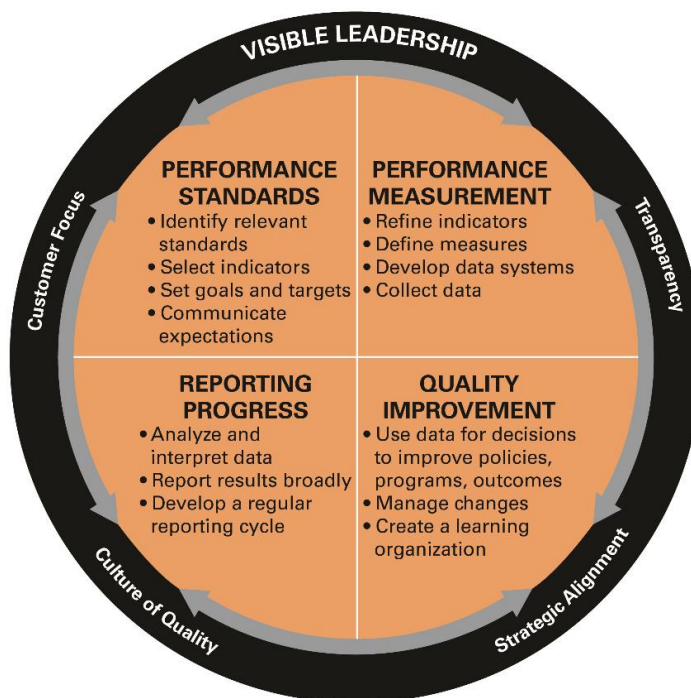 VISIBLE LEADERSHIP
Customer Focus
Transparency
PERFORMANCE
STANDARDS
• Identify relevant
standards
• Select indicators
• Set goals and targets
• Communicate
expectations
PERFORMANCE
MEASUREMENT
• Refine indicators
• Define measures
• Develop data systems
• Collect data
REPORTING
PROGRESS
• Analyze and
interpret data
• Report results broadly
• Develop a regular
reporting cycle
QUALITY
IMPROVEMENT
• Use data for decisions
to improve policies,
programs, outcomes
• Manage changes
• Create a learning
organization
Culture of Quality
Strategic Alignment